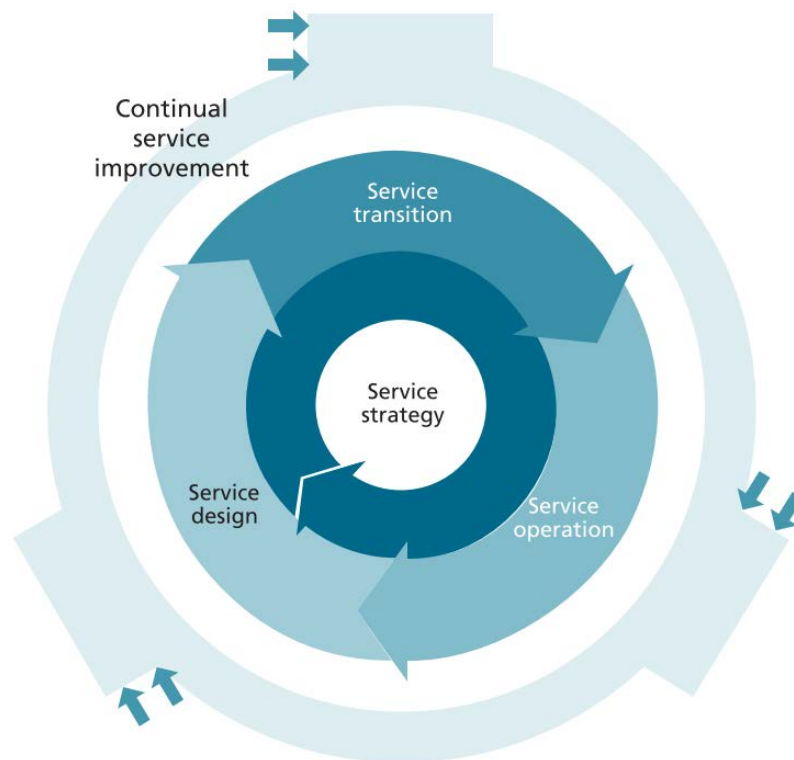 Continual
service
improvement
Service
transition
Service
strategy
Service
design
Service
operation